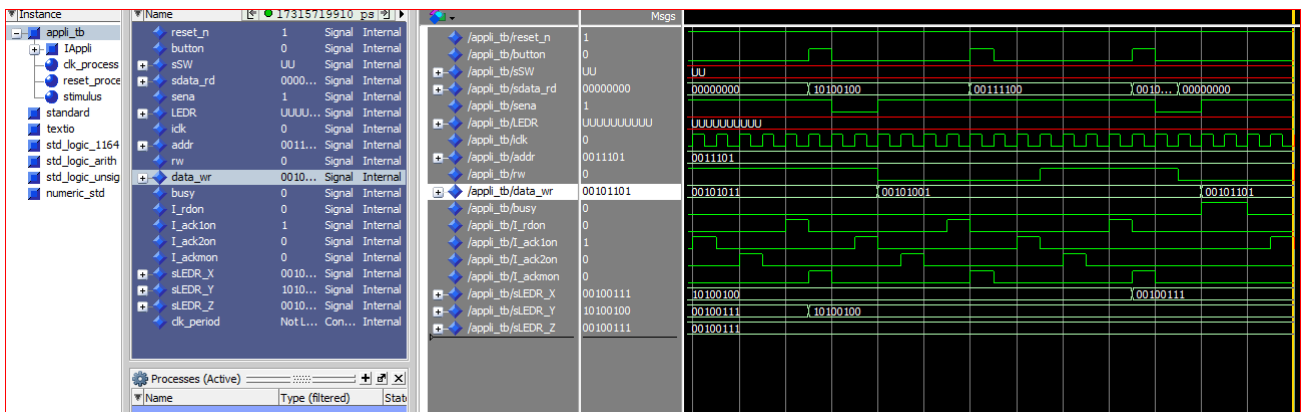 Instance
appli_tb
IAppli
clk_process
reset_proce
stimulus
standard
textio
std_logic_1164
std_logic_arith
std_logic_unsig
numeric_std
Name 17315719910 ps
reset_n 1 Signal Internal
button 0 Signal Internal
sSW UU Signal Internal
sdata_rd 0000... Signal Internal
sena 1 Signal Internal
LEDR UUUU... Signal Internal
iclk 0 Signal Internal
addr 0011... Signal Internal
rw 0 Signal Internal
data_wr 0010... Signal Internal
busy 0 Signal Internal
I_rdon 0 Signal Internal
I_ack1on 1 Signal Internal
I_ack2on 0 Signal Internal
I_ackmon 0 Signal Internal
sLEDR_X 0010... Signal Internal
sLEDR_Y 1010... Signal Internal
sLEDR_Z 0010... Signal Internal
clk_period Not L... Con... Internal
Processes (Active)
Name Type (filtered) Stat
Msgs
/appli_tb/reset_n 1
/appli_tb/button 0
/appli_tb/sSW UU UU
/appli_tb/sdata_rd 00000000 00000000 10100100 00111100 0010... 00000000
/appli_tb/sena 1
/appli_tb/LEDR UUUUUUUUUU UUUUUUUUUU
/appli_tb/iclk 0
/appli_tb/addr 0011101 0011101
/appli_tb/rw 0
/appli_tb/data_wr 00101101 00101011 00101001 00101101
/appli_tb/busy 0
/appli_tb/I_rdon 0
/appli_tb/I_ack1on 1
/appli_tb/I_ack2on 0
/appli_tb/I_ackmon 0
/appli_tb/sLEDR_X 00100111 10100100 00100111
/appli_tb/sLEDR_Y 10100100 00100111 10100100
/appli_tb/sLEDR_Z 00100111 00100111